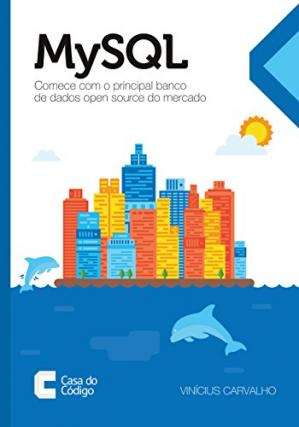 MySQL
Comece com o principal banco
de dados open source do mercado
Casa do
Código
VINÍCIUS CARVALHO